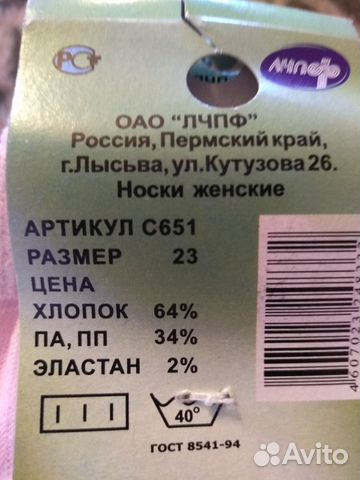 РСТ
ЛЧПФ
ОАО "ЛЧПФ"
Россия, Пермский край,
г.Лысьва, ул.Кутузова 26.
Носки женские
АРТИКУЛ С651
РАЗМЕР 23
ЦЕНА
ХЛОПОК 64%
ПА, ПП 34%
ЭЛАСТАН 2%
40°
ГОСТ 8541-94
Avito